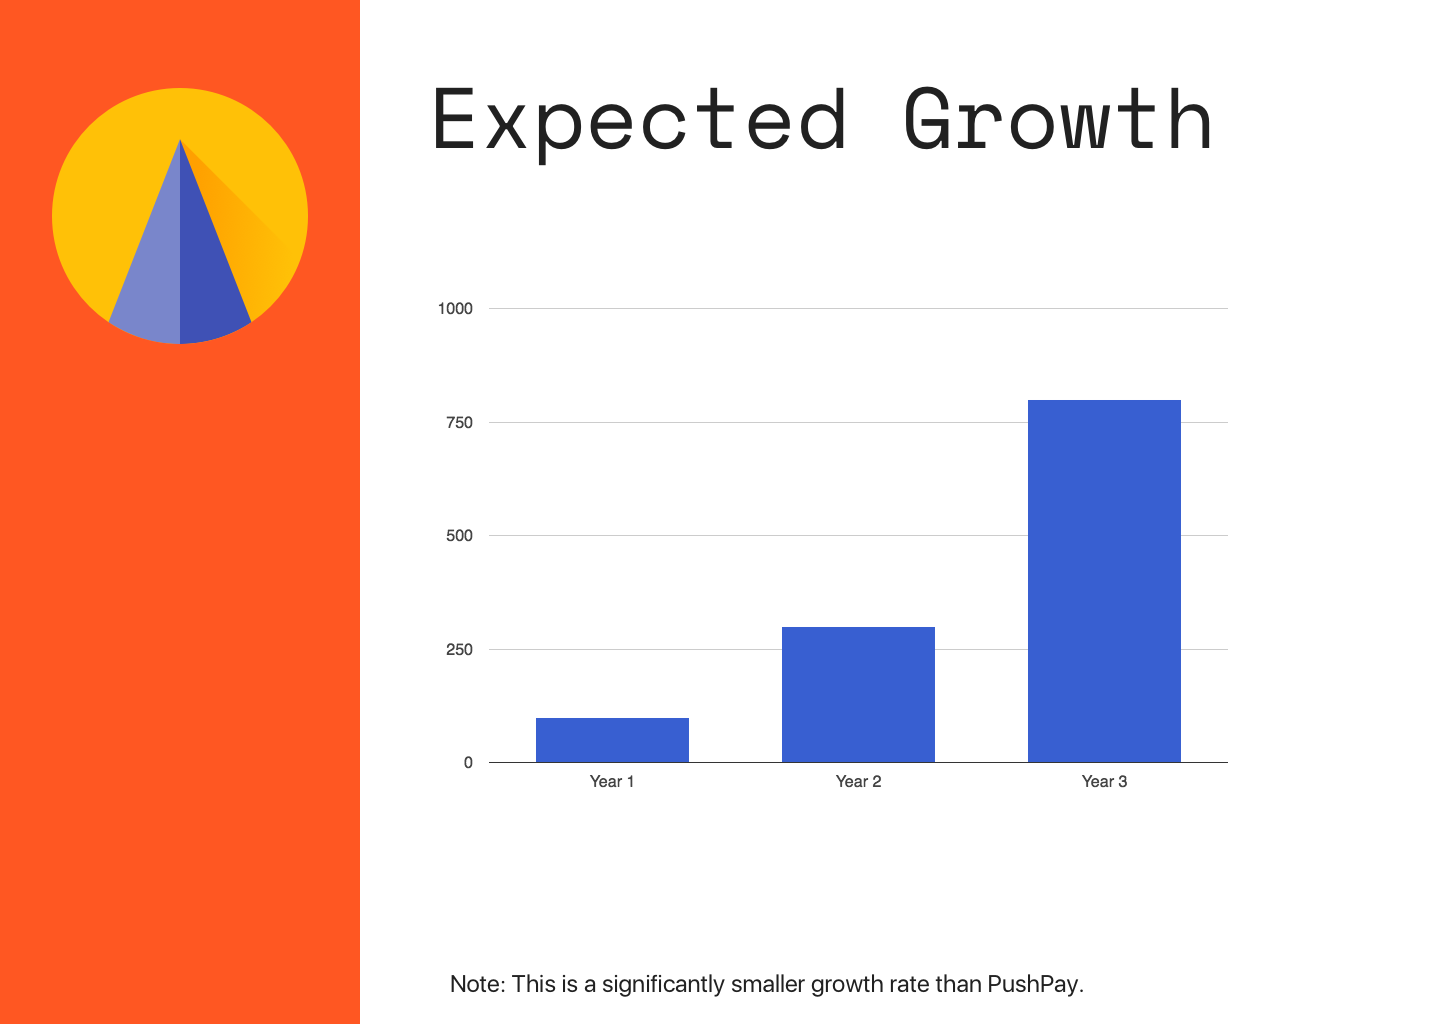 Expected Growth
1000
750
500
250
0
Year 1
Year 2
Year 3
Note: This is a significantly smaller growth rate than PushPay.